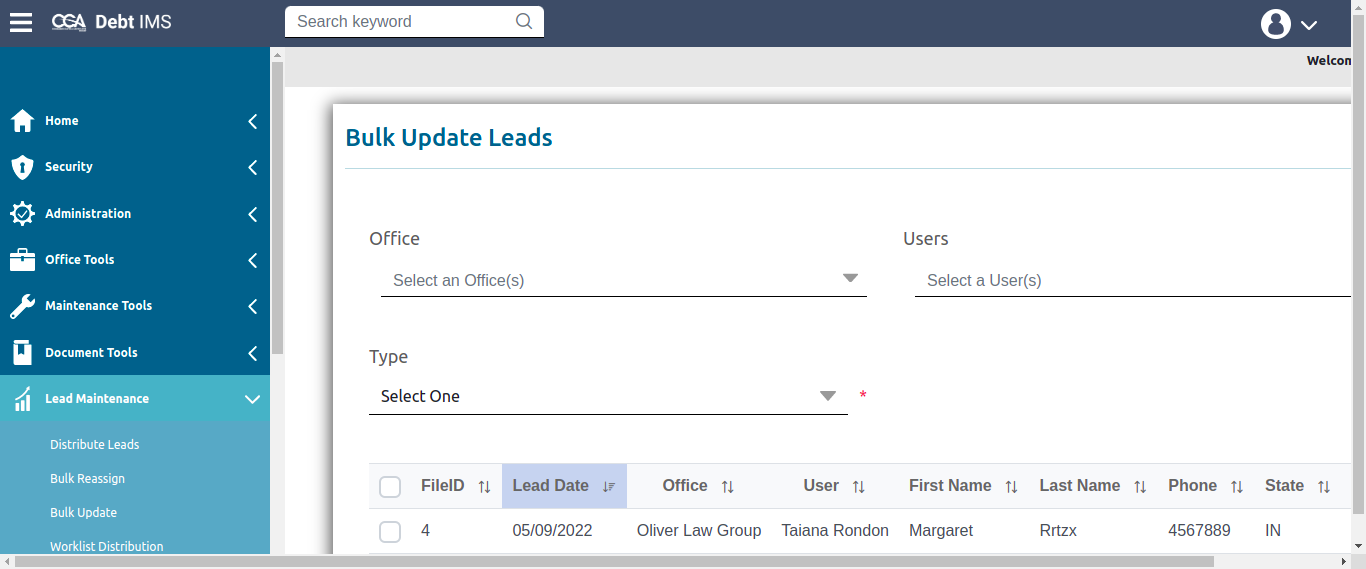 CGA Debt IMS
Search keyword
Welcom
Home
Security
Administration
Office Tools
Maintenance Tools
Document Tools
Lead Maintenance
Distribute Leads
Bulk Reassign
Bulk Update
Worklist Distribution
Bulk Update Leads
Office
Users
Select an Office(s)
Select a User(s)
Type
Select One *
FileID Lead Date Office User First Name Last Name Phone State
4 05/09/2022 Oliver Law Group Taiana Rondon Margaret Rrtzx 4567889 IN